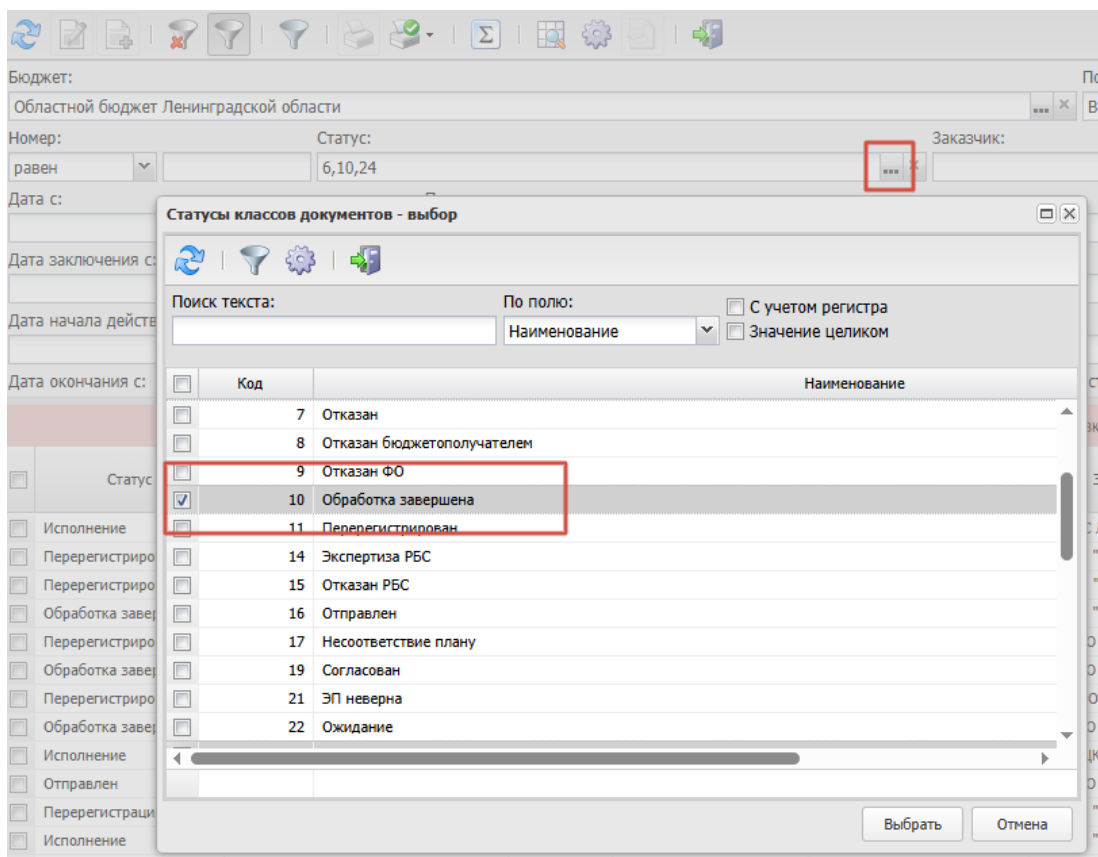 Бюджет:
Областной бюджет Ленинградской области
Номер: Статус: Заказчик:
равен 6,10,24
Дата с:
Статусы классов документов - выбор
Дата заключения с:
Поиск текста: По полю: С учетом регистра
Дата начала действ
Наименование Значение целиком
Дата окончания с:
Код Наименование
7 Отказан
8 Отказан бюджетополучателем
9 Отказан ФО
Статус
10 Обработка завершена
11 Перерегистрирован
Исполнение
14 Экспертиза РБС
Перерегистриро
15 Отказан РБС
Перерегистриро
16 Отправлен
Обработка завер
17 Несоответствие плану
Перерегистриро
19 Согласован
Обработка завер
21 ЭП неверна
Перерегистриро
22 Ожидание
Обработка завер
Исполнение
Отправлен
Перерегистраци
Исполнение
Выбрать Отмена